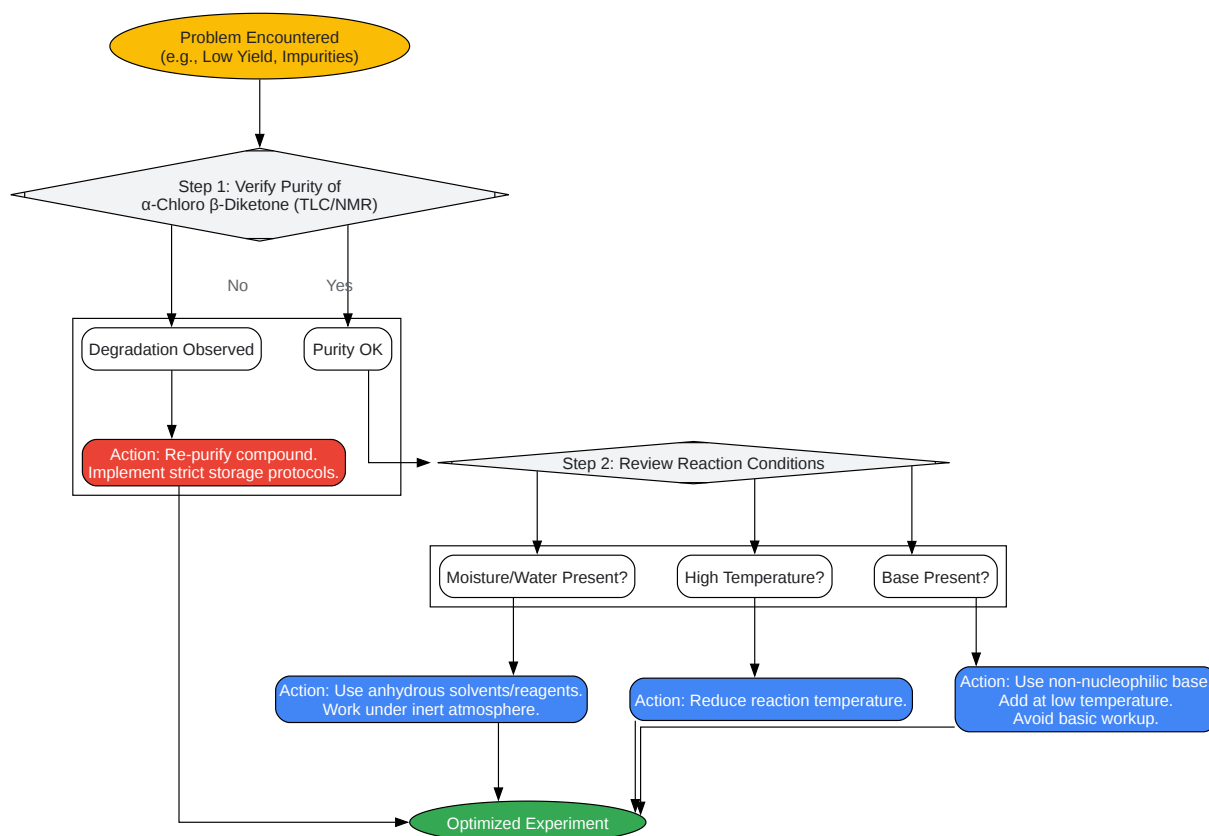 Problem Encountered
(e.g., Low Yield, Impurities)
Step 1: Verify Purity of
α-Chloro β-Diketone (TLC/NMR)
No
Yes
Degradation Observed
Purity OK
Action: Re-purify compound.
Implement strict storage protocols.
Step 2: Review Reaction Conditions
Moisture/Water Present?
High Temperature?
Base Present?
Action: Use anhydrous solvents/reagents.
Work under inert atmosphere.
Action: Reduce reaction temperature.
Action: Use non-nucleophilic base
Add at low temperature.
Avoid basic workup.
Optimized Experiment